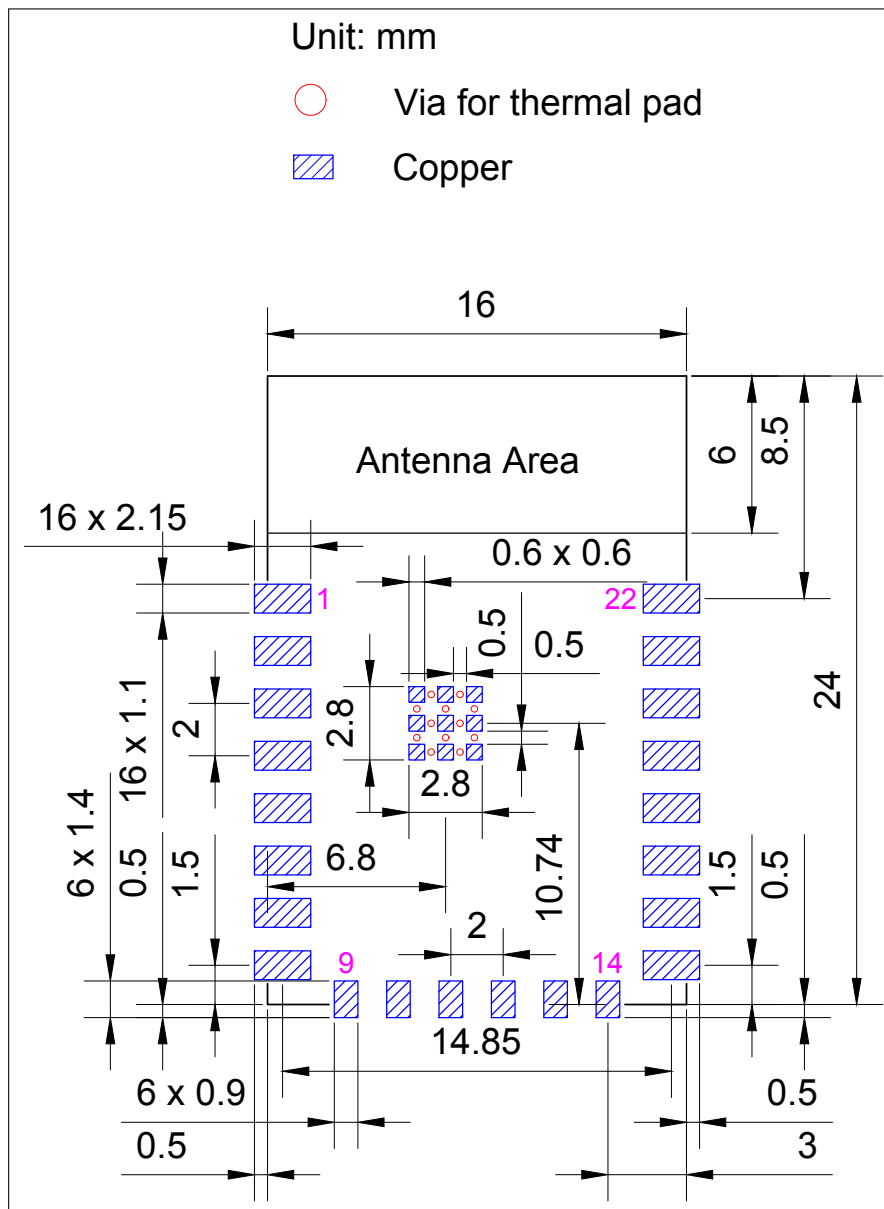 Unit: mm
Via for thermal pad
Copper
16
Antenna Area
6
8.5
24
16 x 2.15
0.6 x 0.6
1
22
0.5
0.5
16 x 1.1
2
2.8
2.8
6 x 1.4
0.5
1.5
6.8
10.74
2
1.5
0.5
9
14
14.85
6 x 0.9
0.5
0.5
3